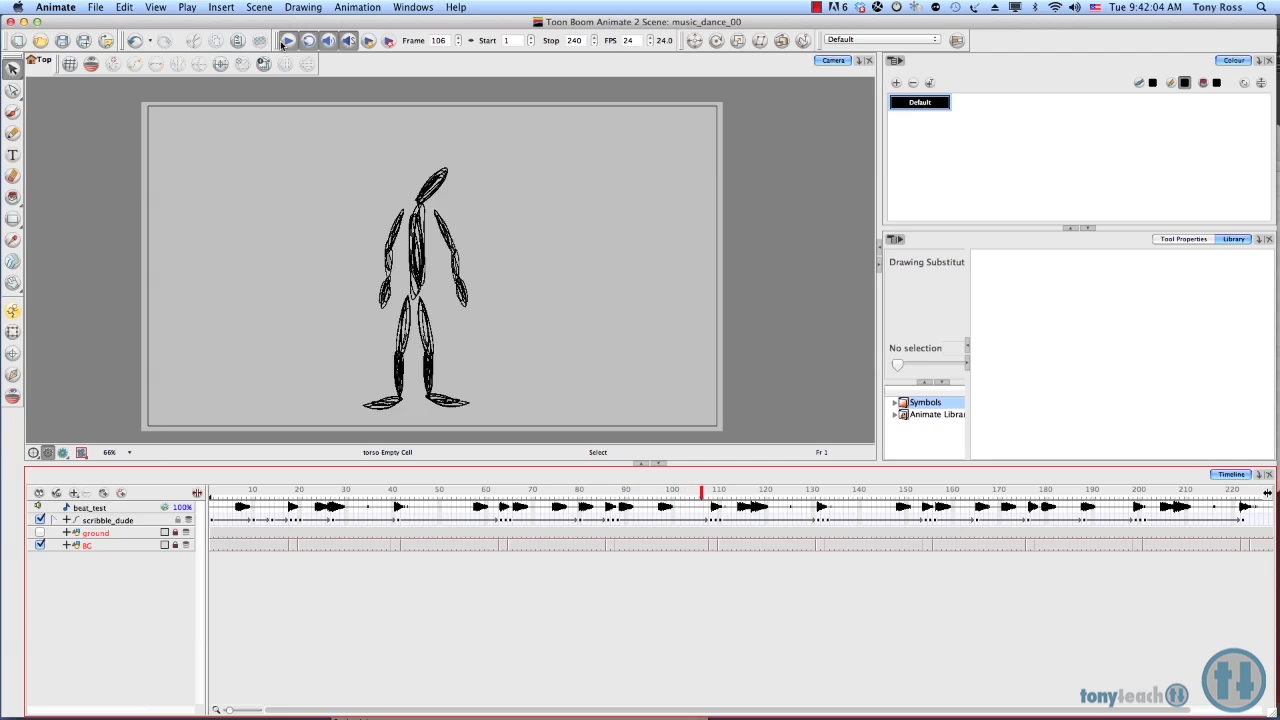 Animate File Edit View Play Insert Scene Drawing Animation Windows Help 6 Tue 9:42:04 AM Tony Ross
Toon Boom Animate 2 Scene: music_dance_00
Frame 106 Start 1 Stop 240 FPS 24 24.0 Default
Top Camera Colour
Default
Tool Properties Library
Drawing Substitut
No selection
Symbols
Animate Librar
66% torso Empty Cell Select Fr 1
Timeline
10 20 30 40 50 60 70 80 90 100 110 120 130 140 150 160 170 180 190 200 210 220
beat_test 100%
scribble_dude
ground
BG
tonyteach